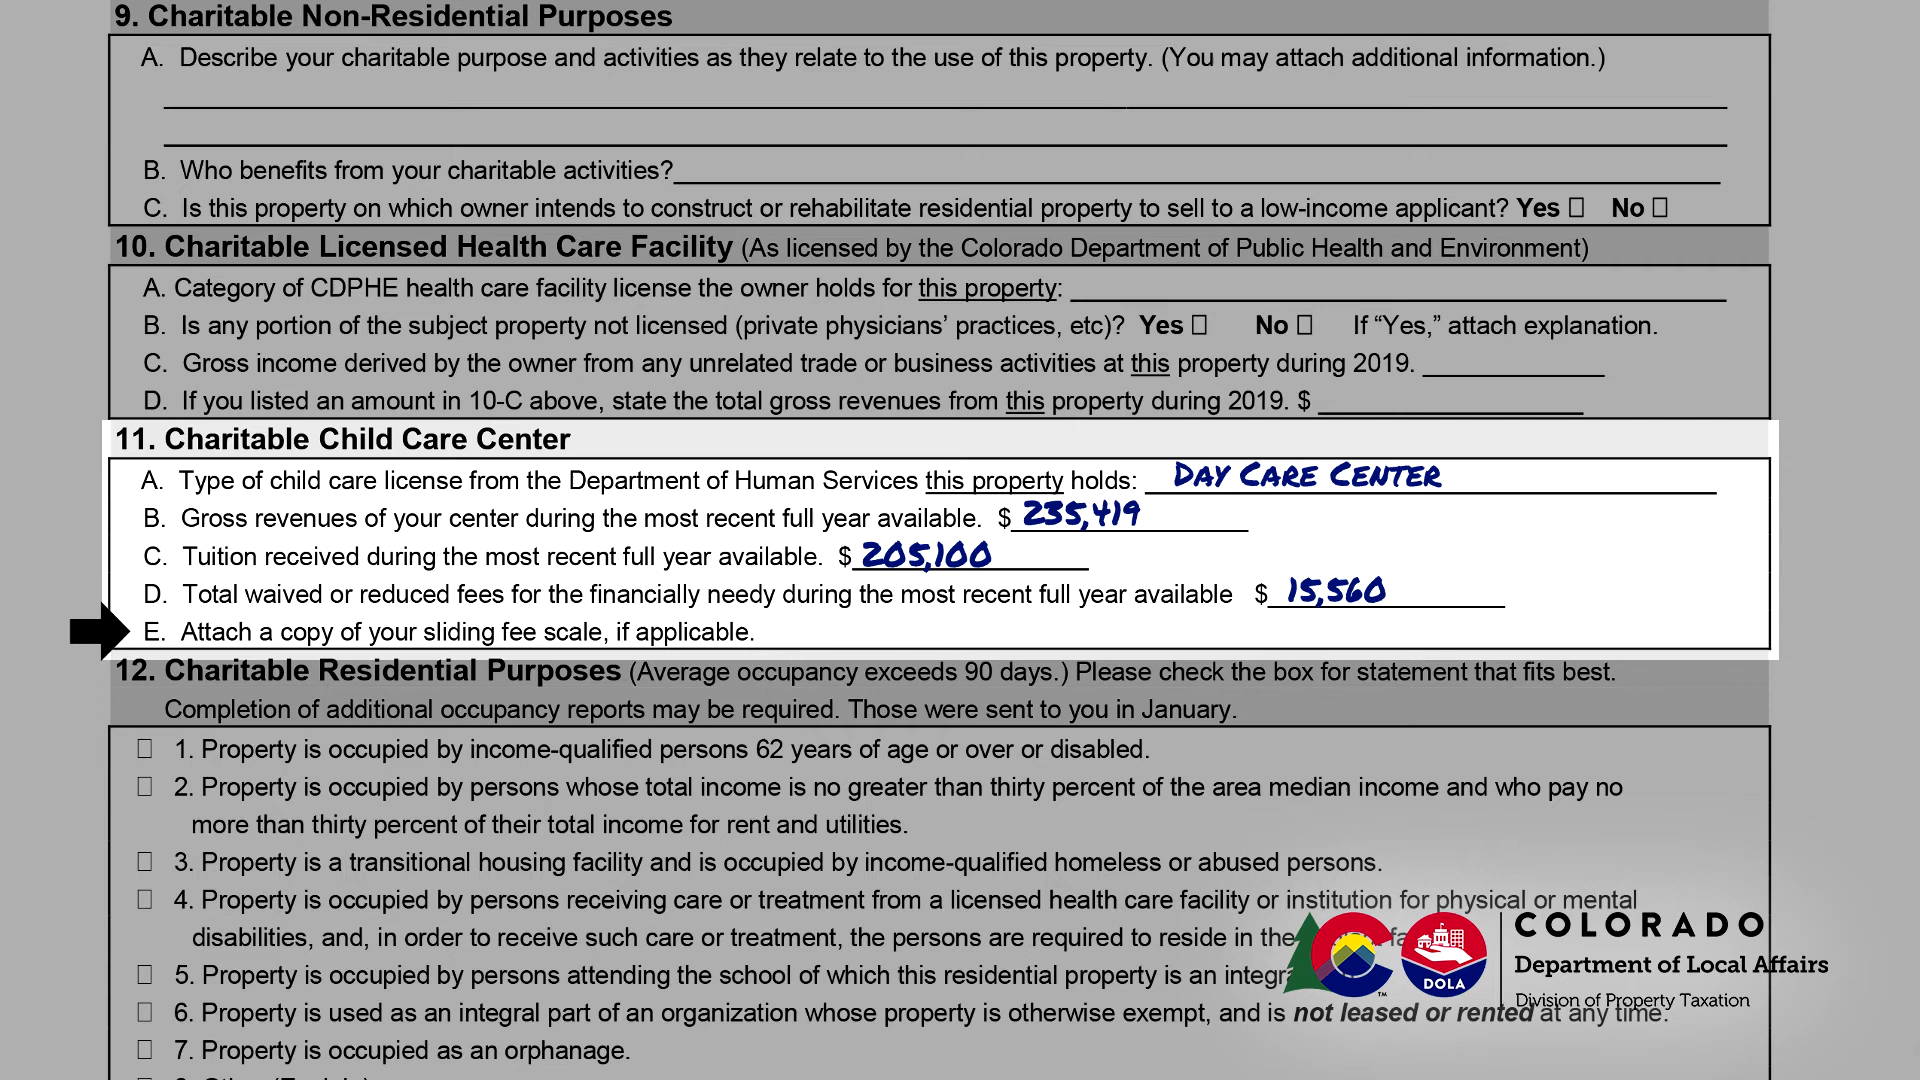 9. Charitable Non-Residential Purposes
A. Describe your charitable purpose and activities as they relate to the use of this property. (You may attach additional information.)
B. Who benefits from your charitable activities?
C. Is this property on which owner intends to construct or rehabilitate residential property to sell to a low-income applicant? Yes ☐ No ☐
10. Charitable Licensed Health Care Facility (As licensed by the Colorado Department of Public Health and Environment)
A. Category of CDPHE health care facility license the owner holds for this property:
B. Is any portion of the subject property not licensed (private physicians’ practices, etc)? Yes ☐ No ☐ If “Yes,” attach explanation.
C. Gross income derived by the owner from any unrelated trade or business activities at this property during 2019.
D. If you listed an amount in 10-C above, state the total gross revenues from this property during 2019. $
11. Charitable Child Care Center
A. Type of child care license from the Department of Human Services this property holds: DAY CARE CENTER
B. Gross revenues of your center during the most recent full year available. $ 235,419
C. Tuition received during the most recent full year available. $ 205,100
D. Total waived or reduced fees for the financially needy during the most recent full year available $ 15,560
E. Attach a copy of your sliding fee scale, if applicable.
12. Charitable Residential Purposes (Average occupancy exceeds 90 days.) Please check the box for statement that fits best.
Completion of additional occupancy reports may be required. Those were sent to you in January.
☐ 1. Property is occupied by income-qualified persons 62 years of age or over or disabled.
☐ 2. Property is occupied by persons whose total income is no greater than thirty percent of the area median income and who pay no
more than thirty percent of their total income for rent and utilities.
☐ 3. Property is a transitional housing facility and is occupied by income-qualified homeless or abused persons.
☐ 4. Property is occupied by persons receiving care or treatment from a licensed health care facility or institution for physical or mental
disabilities, and, in order to receive such care or treatment, the persons are required to reside in the
☐ 5. Property is occupied by persons attending the school of which this residential property is an
☐ 6. Property is used as an integral part of an organization whose property is otherwise exempt, and is not leased or rented at any time.
☐ 7. Property is occupied as an orphanage.
COLORADO
Department of Local Affairs
Division of Property Taxation
DOLA
TM